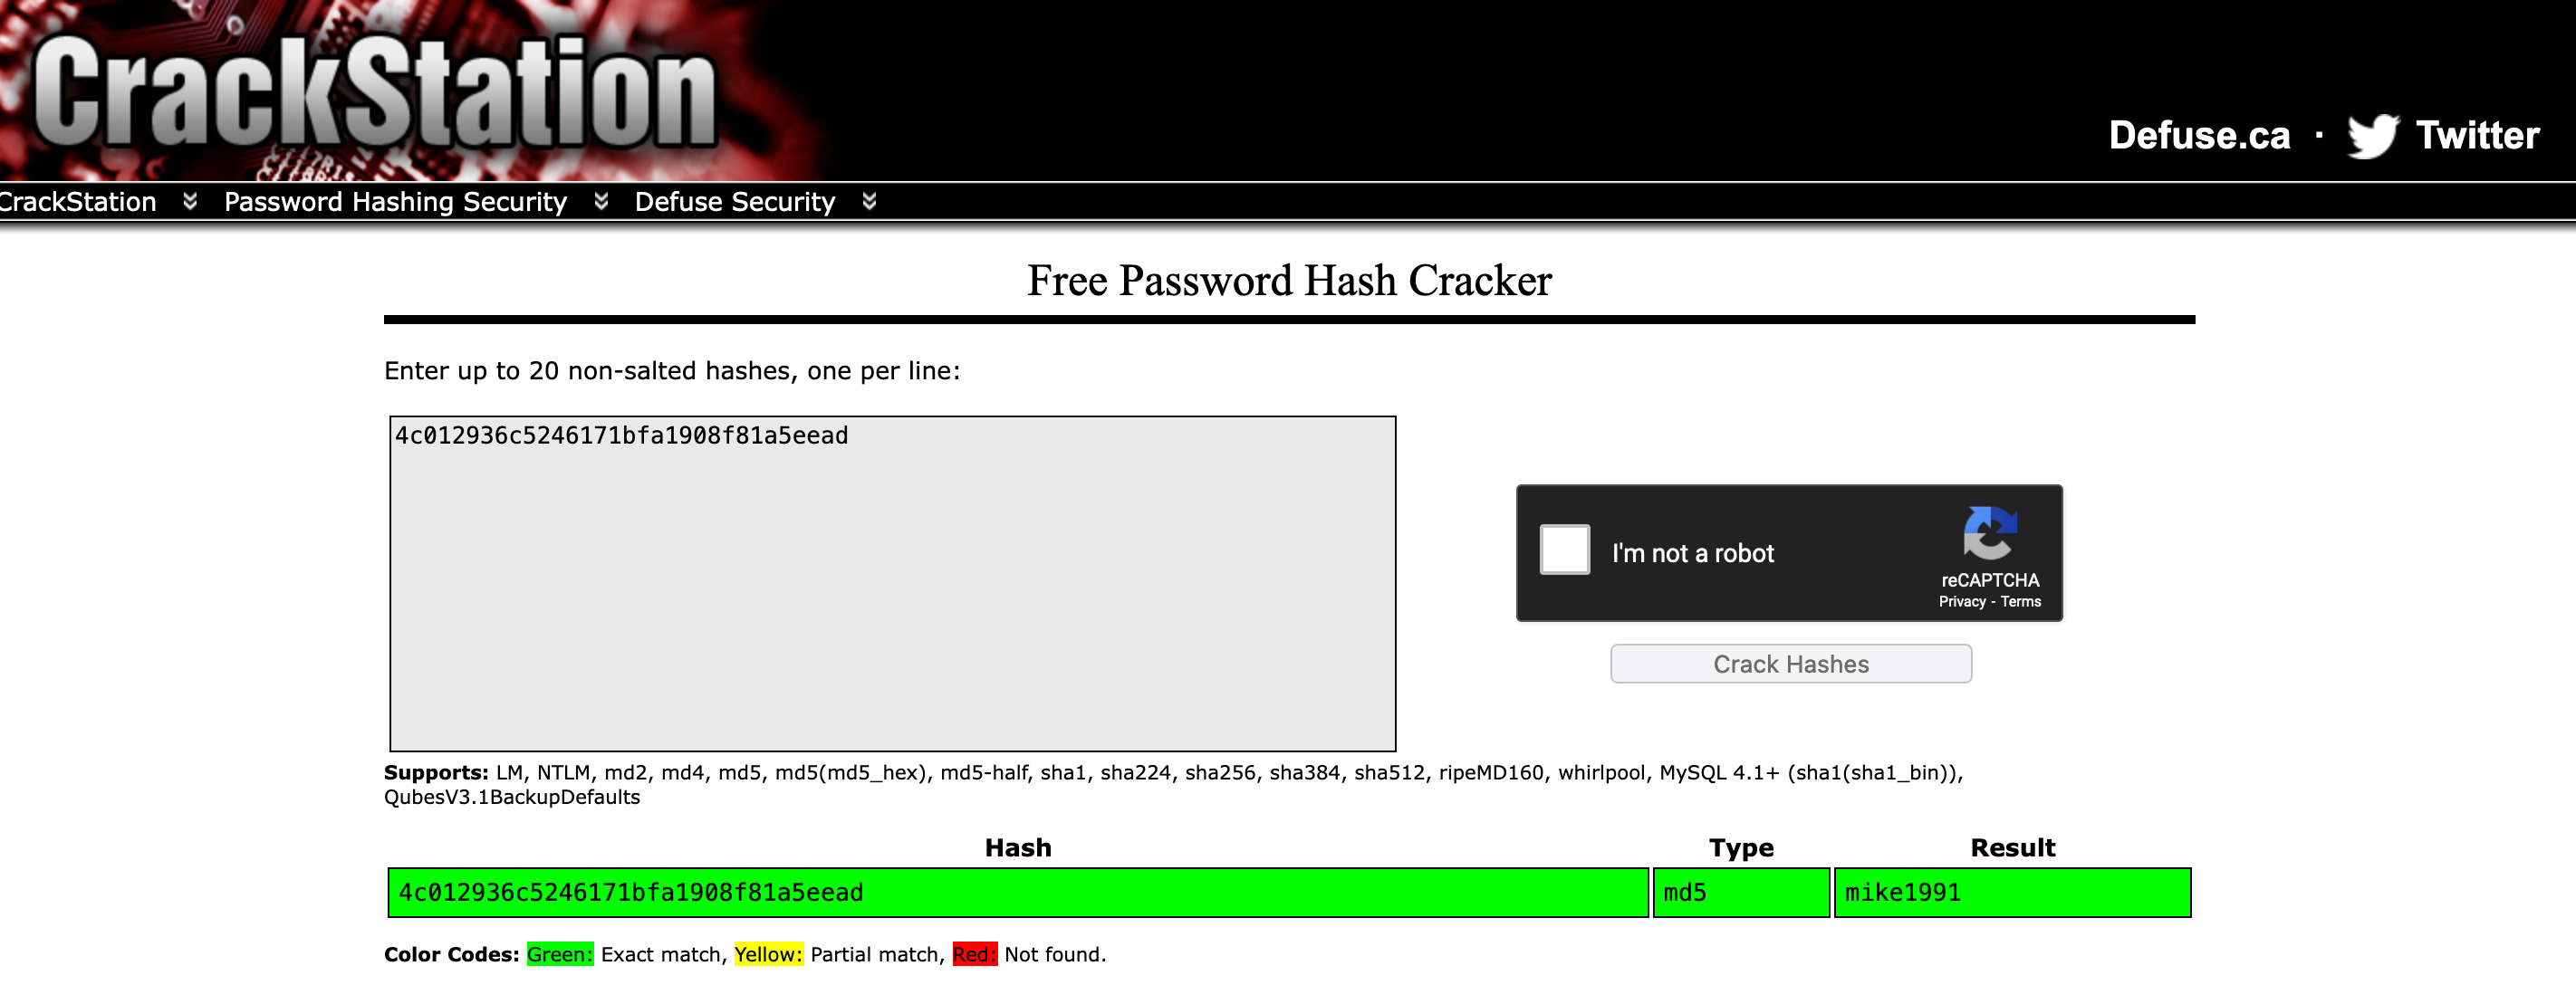 CrackStation
Defuse.ca · Twitter
CrackStation Password Hashing Security Defuse Security
Free Password Hash Cracker
Enter up to 20 non-salted hashes, one per line:
4c012936c5246171bfa1908f81a5eead
I'm not a robot
reCAPTCHA
Privacy - Terms
Crack Hashes
Supports: LM, NTLM, md2, md4, md5, md5(md5_hex), md5-half, sha1, sha224, sha256, sha384, sha512, ripeMD160, whirlpool, MySQL 4.1+ (sha1(sha1_bin)),
QubesV3.1BackupDefaults
Hash Type Result
4c012936c5246171bfa1908f81a5eead md5 mike1991
Color Codes: Green: Exact match, Yellow: Partial match, Red: Not found.